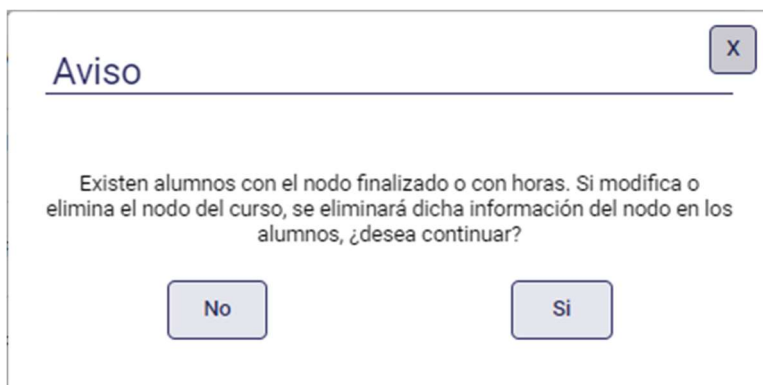 X
Aviso
Existen alumnos con el nodo finalizado o con horas. Si modifica o
elimina el nodo del curso, se eliminará dicha información del nodo en los
alumnos, ¿desea continuar?
No
Si